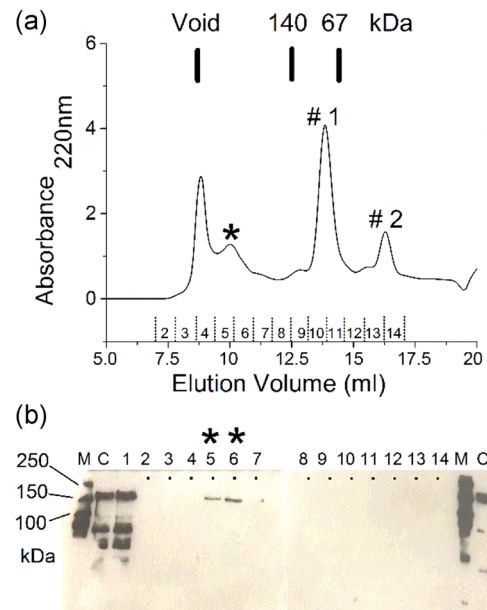 (a)
Void 140 67 kDa
6
4
2
0
Absorbance 220nm
# 1
# 2
*
2 3 4 5 6 7 8 9 10 11 12 13 14
5.0 7.5 10.0 12.5 15.0 17.5 20
Elution Volume (ml)
(b)
* *
M C 1 2 3 4 5 6 7 8 9 10 11 12 13 14 M C
250
150
100
kDa